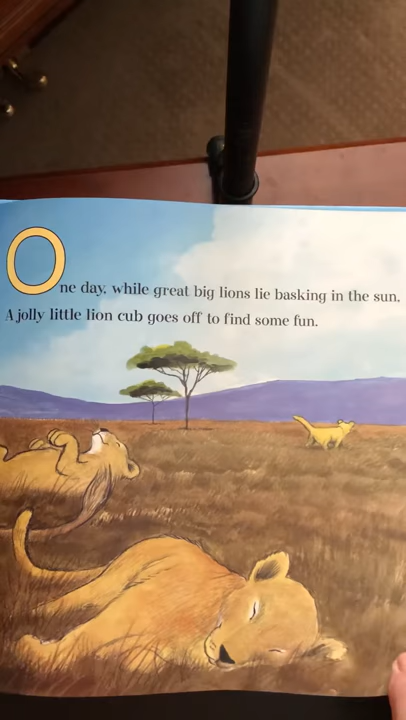 One day, while great big lions lie basking in the sun,
A jolly little lion cub goes off to find some fun.